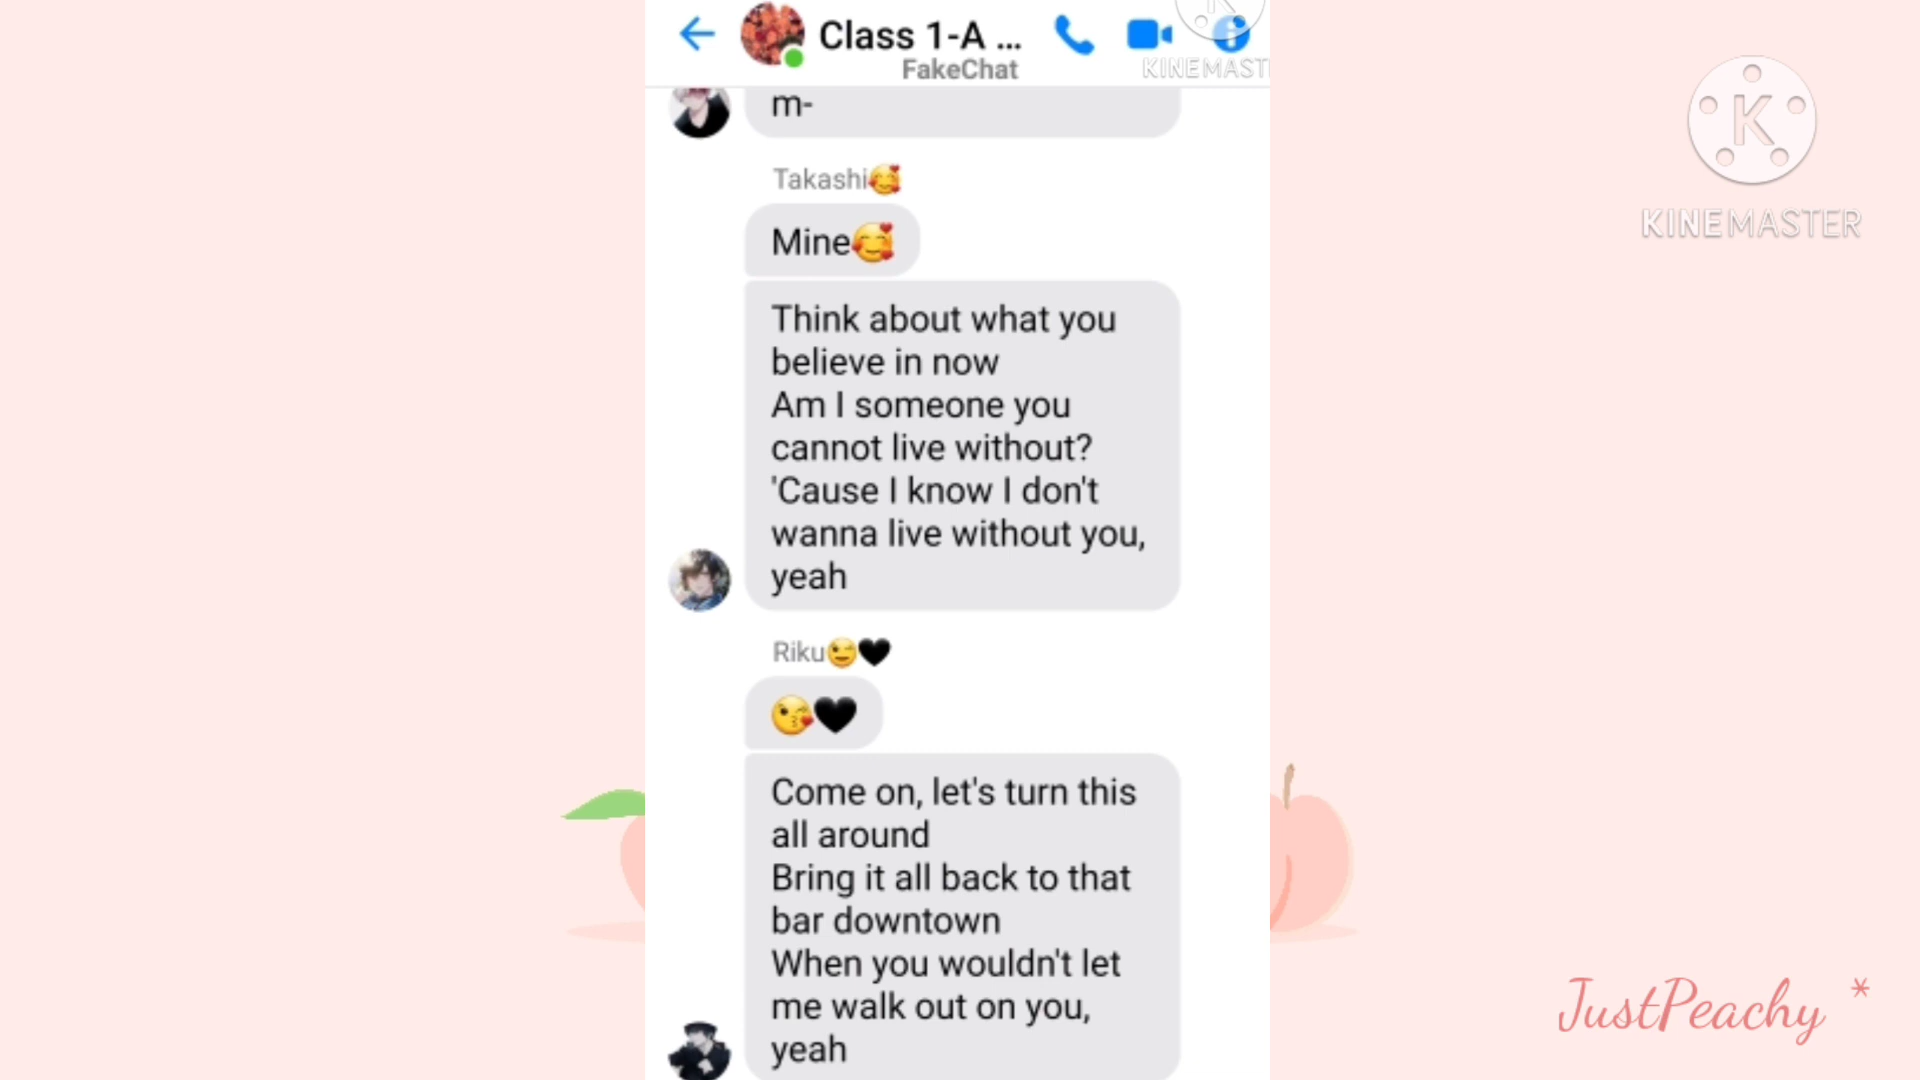 Class 1-A ...
FakeChat
K
KINEMAST
m-
Takashi🥰
Mine🥰
Think about what you
believe in now
Am I someone you
cannot live without?
'Cause I know I don't
wanna live without you,
yeah
Riku😉🖤
😘🖤
Come on, let's turn this
all around
Bring it all back to that
bar downtown
When you wouldn't let
me walk out on you,
yeah
K
KINEMASTER
JustPeachy *